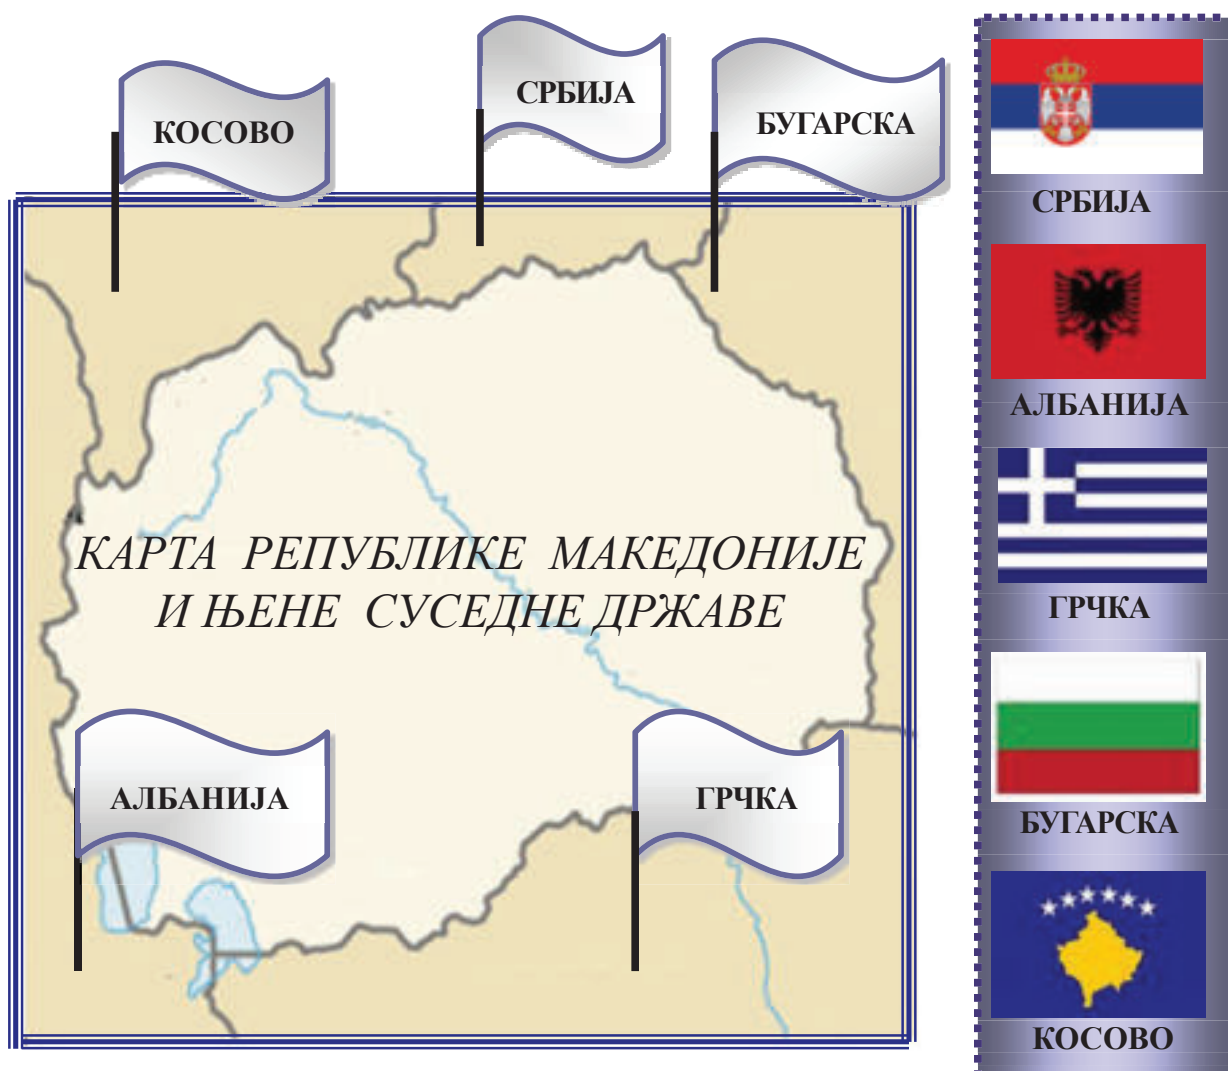 КОСОВО
СРБИЈА
БУГАРСКА
КАРТА РЕПУБЛИКЕ МАКЕДОНИЈЕ
И ЊЕНЕ СУСЕДНЕ ДРЖАВЕ
АЛБАНИЈА
ГРЧКА
СРБИЈА
АЛБАНИЈА
ГРЧКА
БУГАРСКА
КОСОВО